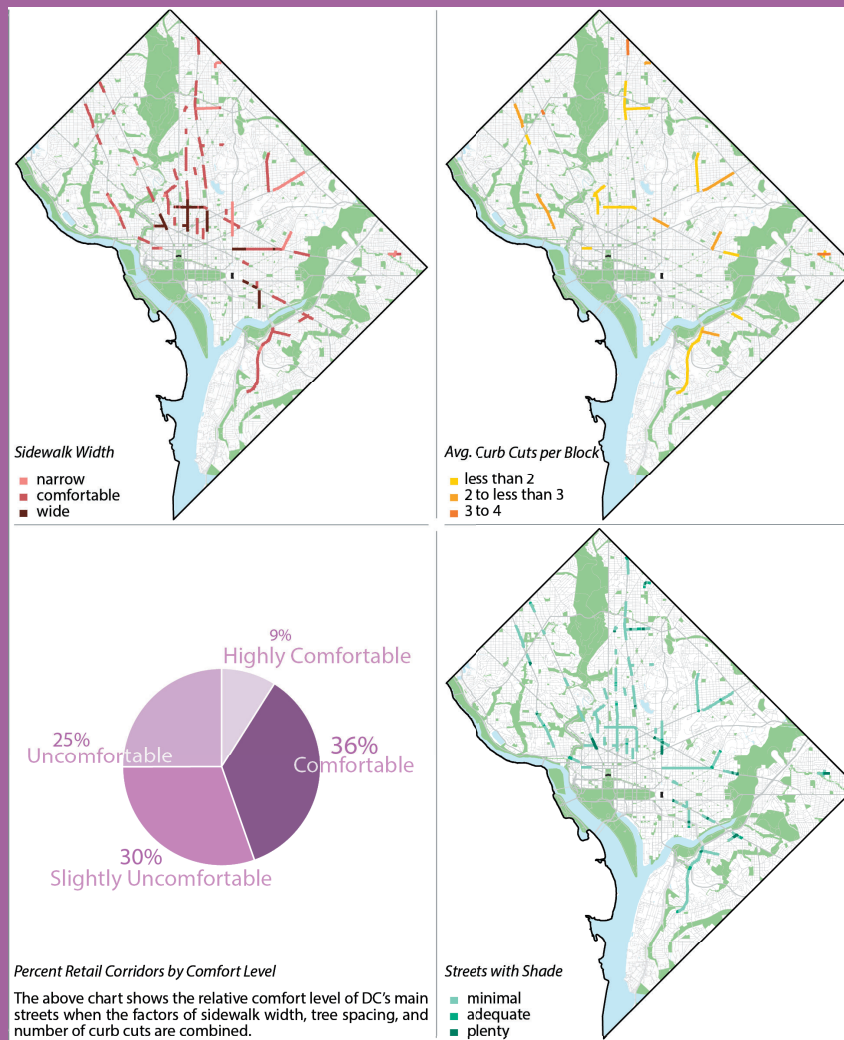 Sidewalk Width
narrow
comfortable
wide
Avg. Curb Cuts per Block
less than 2
2 to less than 3
3 to 4
9%
Highly Comfortable
36%
Comfortable
25%
Uncomfortable
30%
Slightly Uncomfortable
Percent Retail Corridors by Comfort Level
The above chart shows the relative comfort level of DC's main
streets when the factors of sidewalk width, tree spacing, and
number of curb cuts are combined.
Streets with Shade
minimal
adequate
plenty